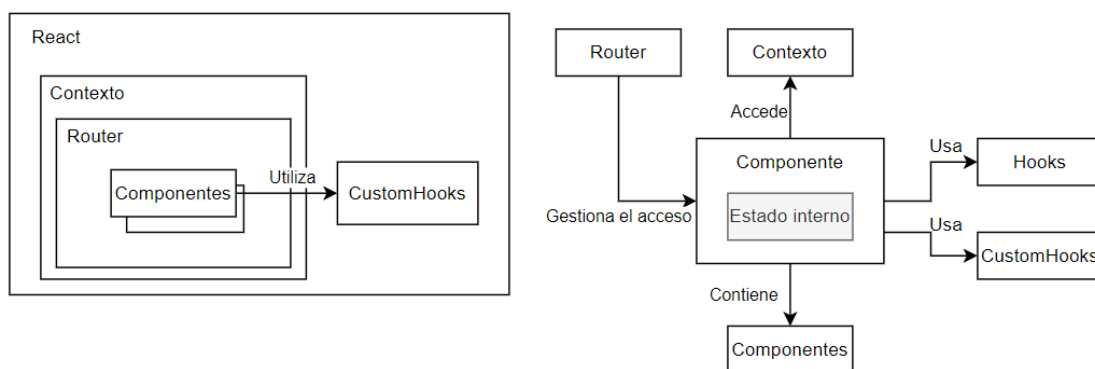 React
Contexto
Router
Componentes
Utiliza
CustomHooks
Router
Contexto
Accede
Componente
Estado interno
Gestiona el acceso
Usa
Hooks
Usa
CustomHooks
Contiene
Componentes